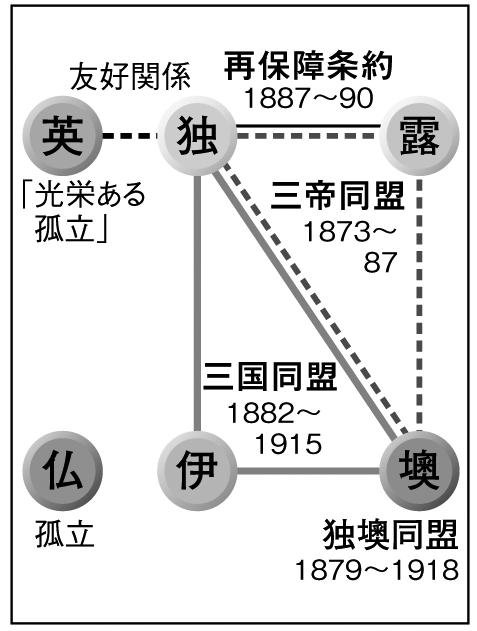 友好関係
再保障条約
1887〜90
英
独
露
「光栄ある
孤立」
三帝同盟
1873〜
87
三国同盟
1882〜
1915
仏
伊
墺
孤立
独墺同盟
1879〜1918